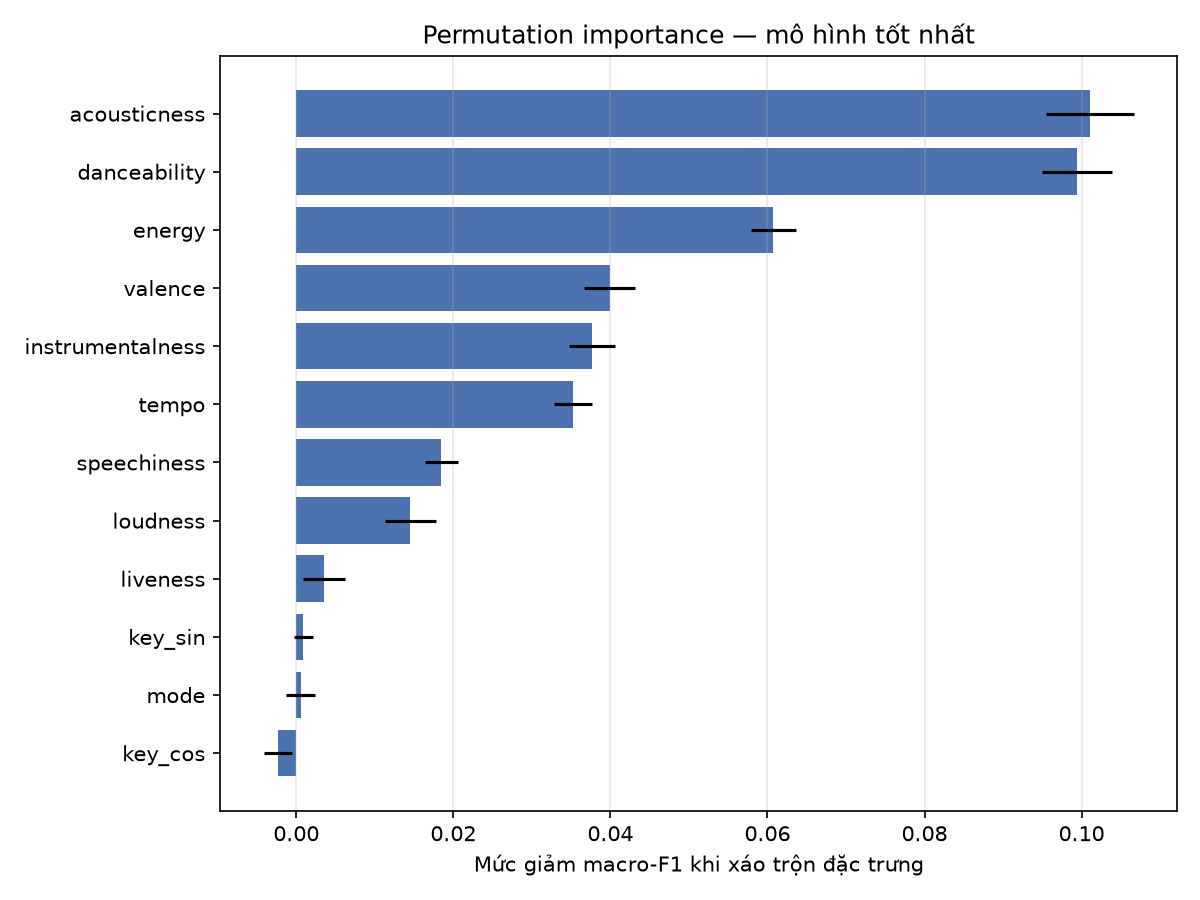 Permutation importance — mô hình tốt nhất
acousticness
danceability
energy
valence
instrumentalness
tempo
speechiness
loudness
liveness
key_sin
mode
key_cos
0.00 0.02 0.04 0.06 0.08 0.10
Mức giảm macro-F1 khi xáo trộn đặc trưng